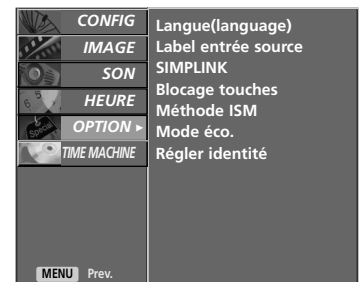 CONFIG
IMAGE
SON
HEURE
OPTION ▸
TIME MACHINE
Langue(language)
Label entrée source
SIMPLINK
Blocage touches
Méthode ISM
Mode éco.
Régler identité
MENU Prev.